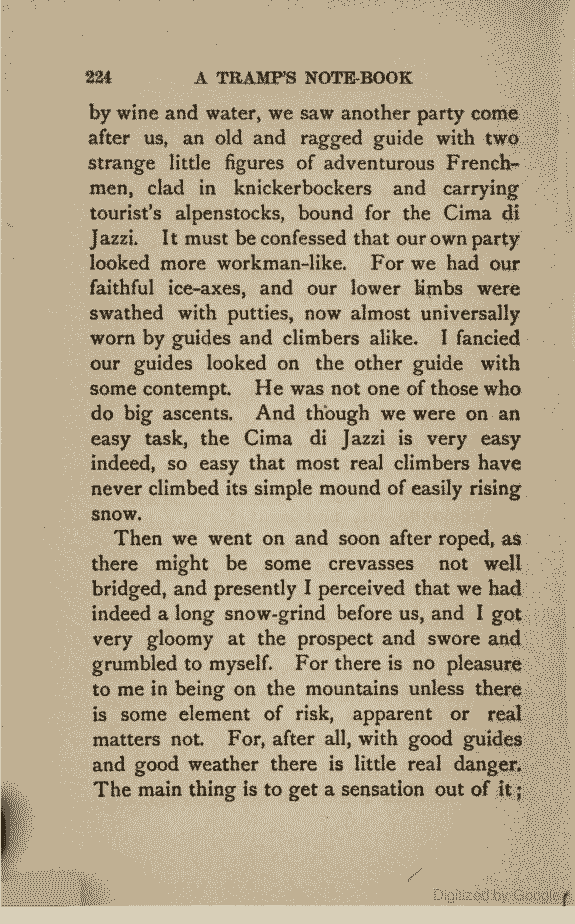 224 A TRAMP'S NOTE-BOOK
by wine and water, we saw another party come
after us, an old and ragged guide with two
strange little figures of adventurous French-
men, clad in knickerbockers and carrying
tourist's alpenstocks, bound for the Cima di
Jazzi. It must be confessed that our own party
looked more workman-like. For we had our
faithful ice-axes, and our lower limbs were
swathed with putties, now almost universally
worn by guides and climbers alike. I fancied
our guides looked on the other guide with
some contempt. He was not one of those who
do big ascents. And though we were on an
easy task, the Cima di Jazzi is very easy
indeed, so easy that most real climbers have
never climbed its simple mound of easily rising
snow.
Then we went on and soon after roped, as
there might be some crevasses not well
bridged, and presently I perceived that we had
indeed a long snow-grind before us, and I got
very gloomy at the prospect and swore and
grumbled to myself. For there is no pleasure
to me in being on the mountains unless there
is some element of risk, apparent or real
matters not. For, after all, with good guides
and good weather there is little real danger.
The main thing is to get a sensation out of it;
Digitized by Google